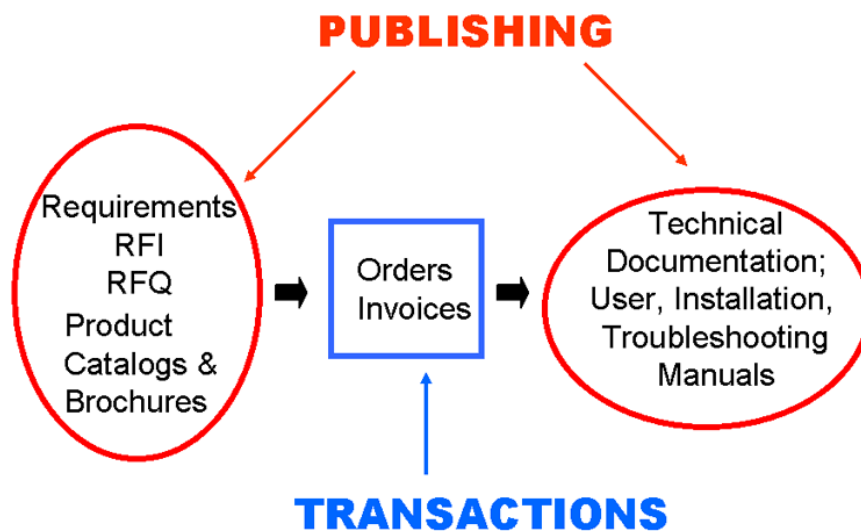 PUBLISHING
Requirements
RFI
RFQ
Product
Catalogs &
Brochures
Orders
Invoices
Technical
Documentation;
User, Installation,
Troubleshooting
Manuals
TRANSACTIONS